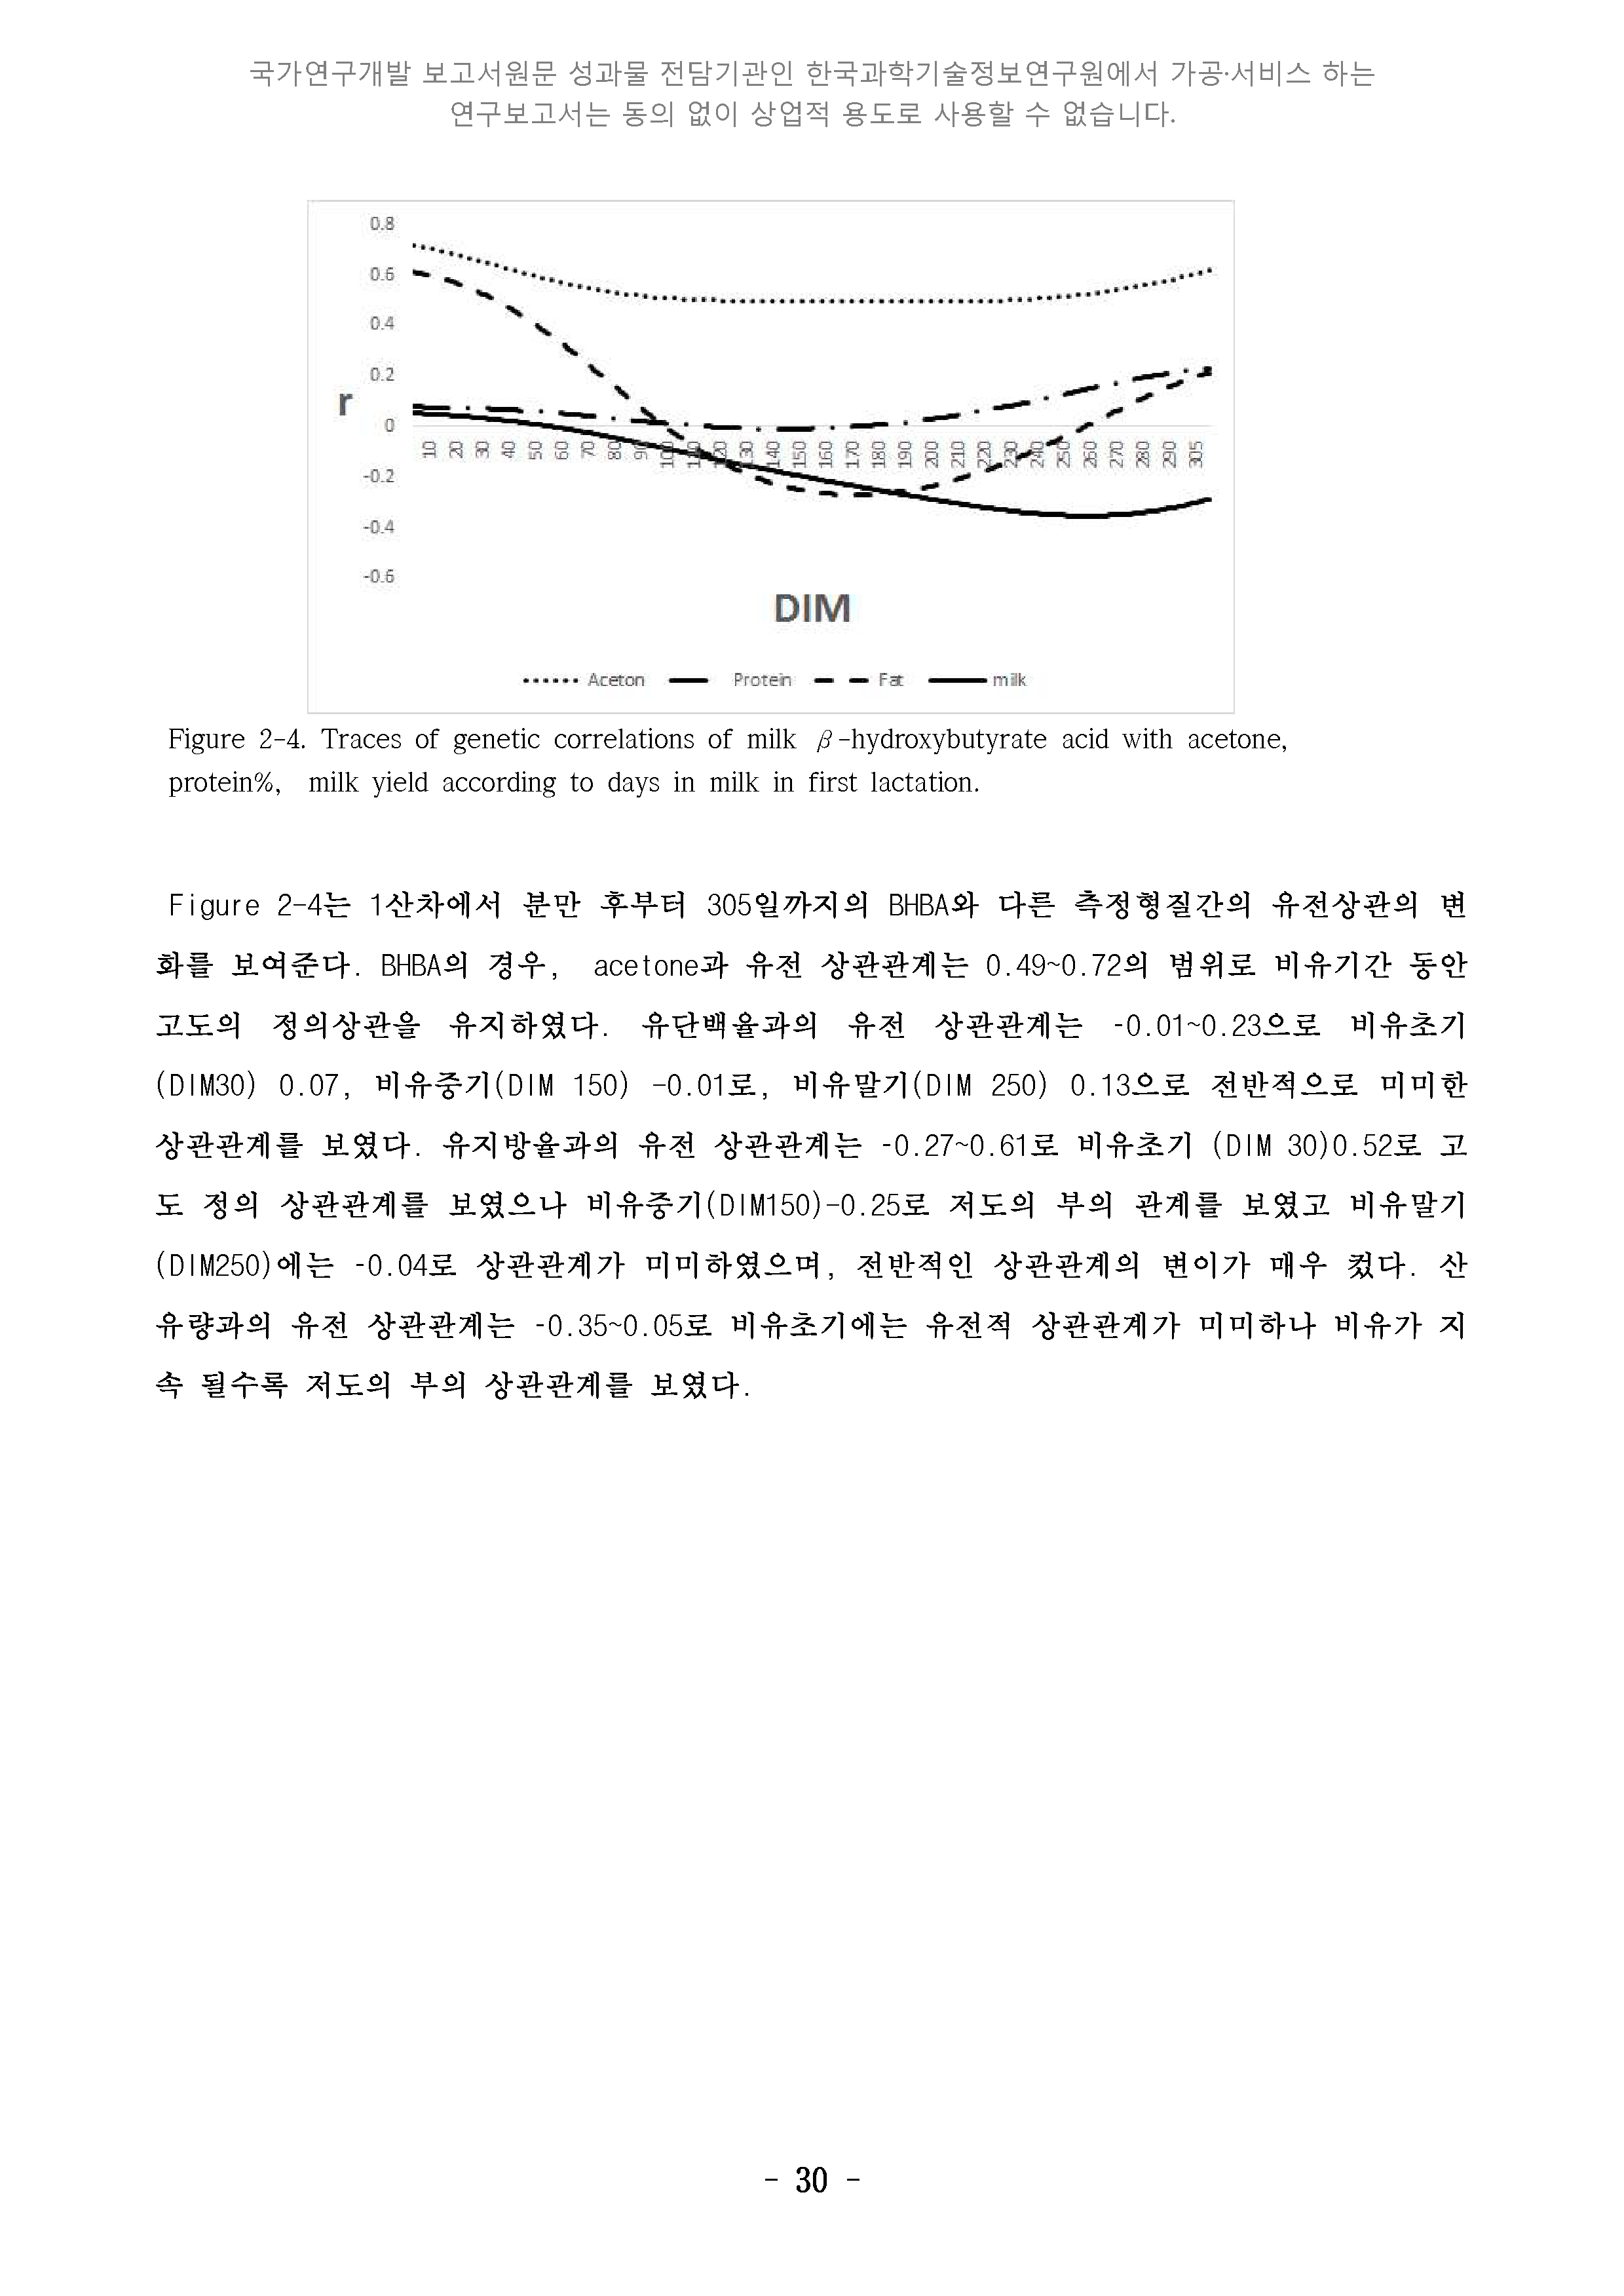 국가연구개발 보고서원문 성과물 전담기관인 한국과학기술정보연구원에서 가공·서비스 하는
연구보고서는 동의 없이 상업적 용도로 사용할 수 없습니다.
0.8
0.6
0.4
0.2
r
0
-0.2
-0.4
-0.6
10 20 30 40 50 60 70 80 90 100 110 120 130 140 150 160 170 180 190 200 210 220 230 240 250 260 270 280 290 305
DIM
Aceton Protein Fat milk
Figure 2-4. Traces of genetic correlations of milk β-hydroxybutyrate acid with acetone,
protein%, milk yield according to days in milk in first lactation.
Figure 2-4는 1산차에서 분만 후부터 305일까지의 BHBA와 다른 측정형질간의 유전상관의 변
화를 보여준다. BHBA의 경우, acetone과 유전 상관관계는 0.49~0.72의 범위로 비유기간 동안
고도의 정의상관을 유지하였다. 유단백율과의 유전 상관관계는 -0.01~0.23으로 비유초기
(DIM30) 0.07, 비유중기(DIM 150) -0.01로, 비유말기(DIM 250) 0.13으로 전반적으로 미미한
상관관계를 보였다. 유지방율과의 유전 상관관계는 -0.27~0.61로 비유초기 (DIM 30)0.52로 고
도 정의 상관관계를 보였으나 비유중기(DIM150)-0.25로 저도의 부의 관계를 보였고 비유말기
(DIM250)에는 -0.04로 상관관계가 미미하였으며, 전반적인 상관관계의 변이가 매우 컸다. 산
유량과의 유전 상관관계는 -0.35~0.05로 비유초기에는 유전적 상관관계가 미미하나 비유가 지
속 될수록 저도의 부의 상관관계를 보였다.
- 30 -